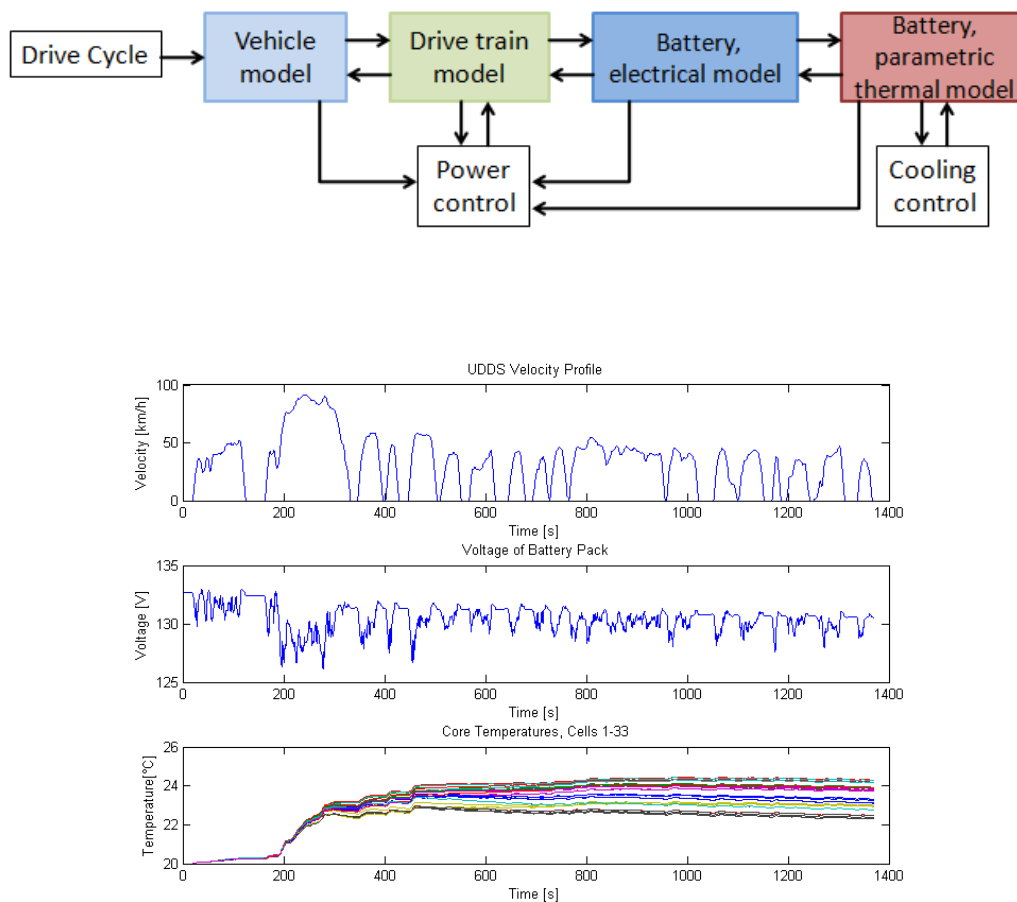 Drive Cycle
Vehicle
model
Drive train
model
Battery,
electrical model
Battery,
parametric
thermal model
Power
control
Cooling
control
UDDS Velocity Profile
Velocity [km/h]
100
50
0
0 200 400 600 800 1000 1200 1400
Time [s]
Voltage of Battery Pack
Voltage [V]
135
130
125
0 200 400 600 800 1000 1200 1400
Time [s]
Core Temperatures, Cells 1-33
Temperature[°C]
26
24
22
20
0 200 400 600 800 1000 1200 1400
Time [s]